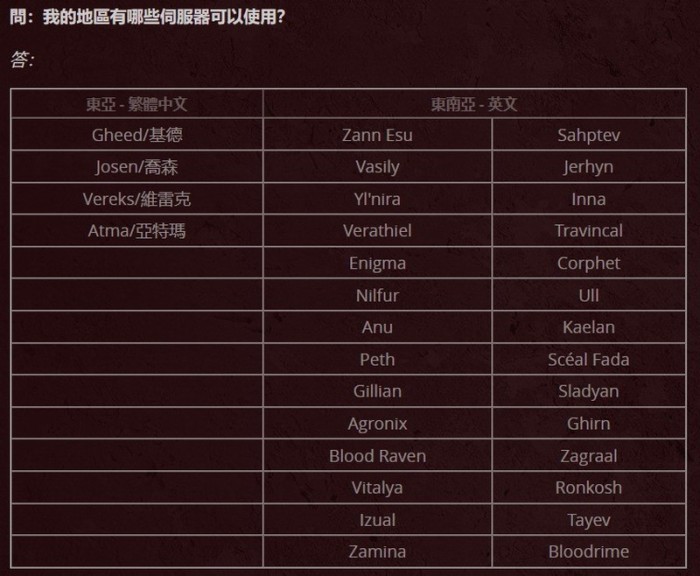 問：我的地區有哪些伺服器可以使用?
答:
東亞 - 繁體中文 東南亞 - 英文
Gheed/基德 Zann Esu Sahptev
Josen/喬森 Vasily Jerhyn
Vereks/維雷克 Yl'nira Inna
Atma/亞特瑪 Verathiel Travincal
Enigma Corphet
Nilfur Ull
Anu Kaelan
Peth Scéal Fada
Gillian Sladyan
Agronix Ghirn
Blood Raven Zagraal
Vitalya Ronkosh
Izual Tayev
Zamina Bloodrime